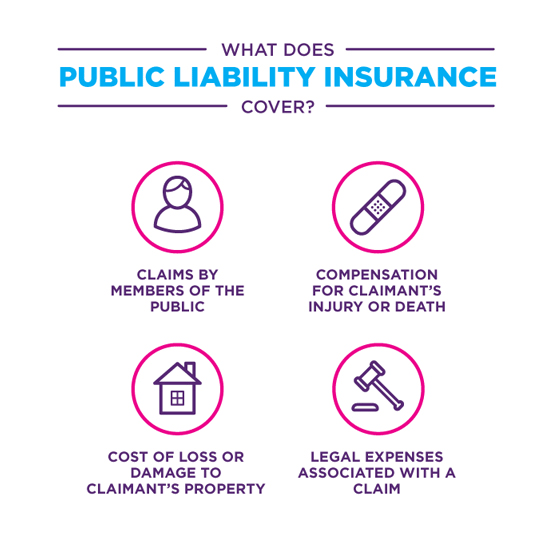 WHAT DOES
PUBLIC LIABILITY INSURANCE
COVER?
CLAIMS BY
MEMBERS OF THE
PUBLIC
COMPENSATION
FOR CLAIMANT'S
INJURY OR DEATH
COST OF LOSS OR
DAMAGE TO
CLAIMANT'S PROPERTY
LEGAL EXPENSES
ASSOCIATED WITH A
CLAIM